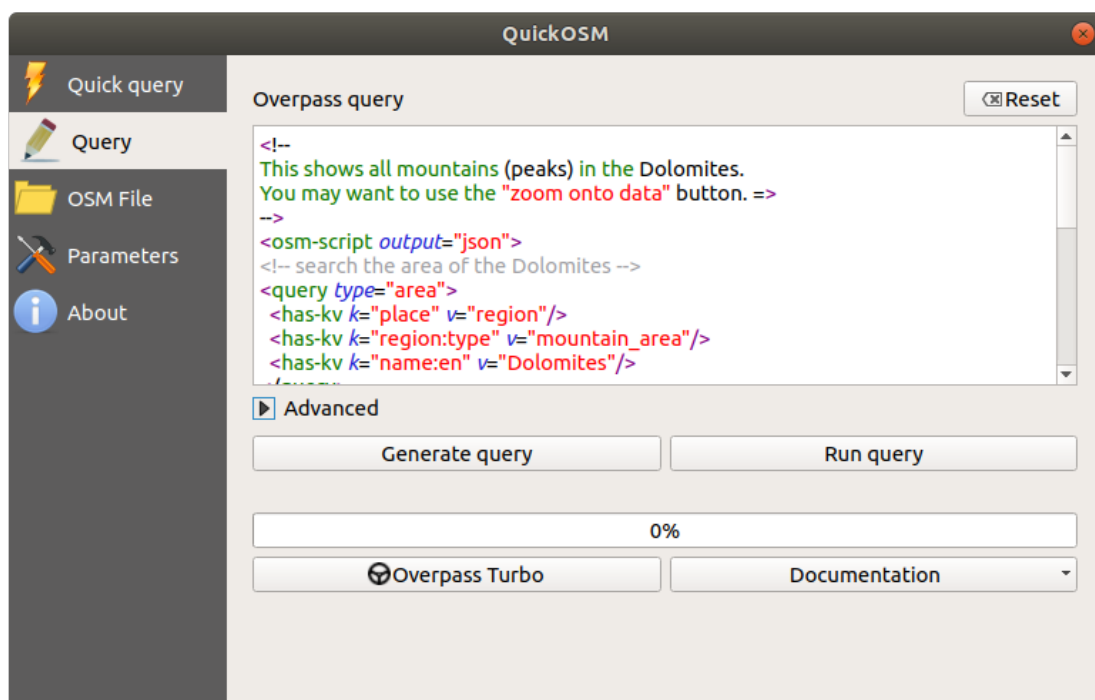 QuickOSM
Quick query
Query
OSM File
Parameters
About
Overpass query
Reset
<!--
This shows all mountains (peaks) in the Dolomites.
You may want to use the "zoom onto data" button. =>
-->
<osm-script output="json">
<!-- search the area of the Dolomites -->
<query type="area">
<has-kv k="place" v="region"/>
<has-kv k="region:type" v="mountain_area"/>
<has-kv k="name:en" v="Dolomites"/>
Advanced
Generate query
Run query
0%
Overpass Turbo
Documentation